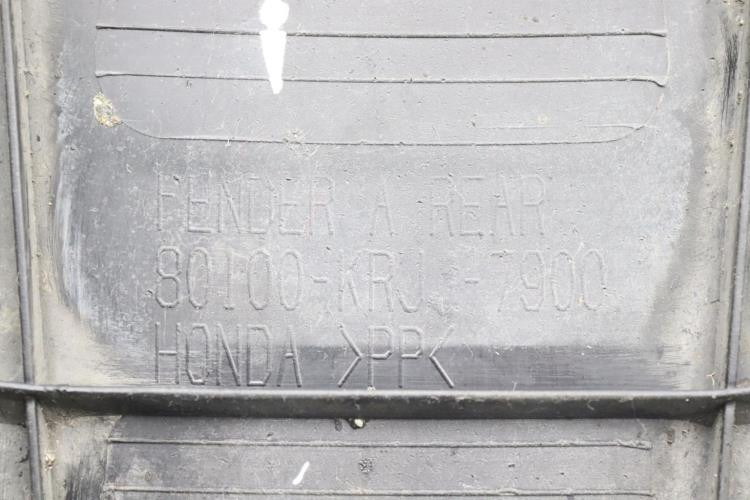 FENDER A REAR
80100-KRJ-7900
HONDA >PP<